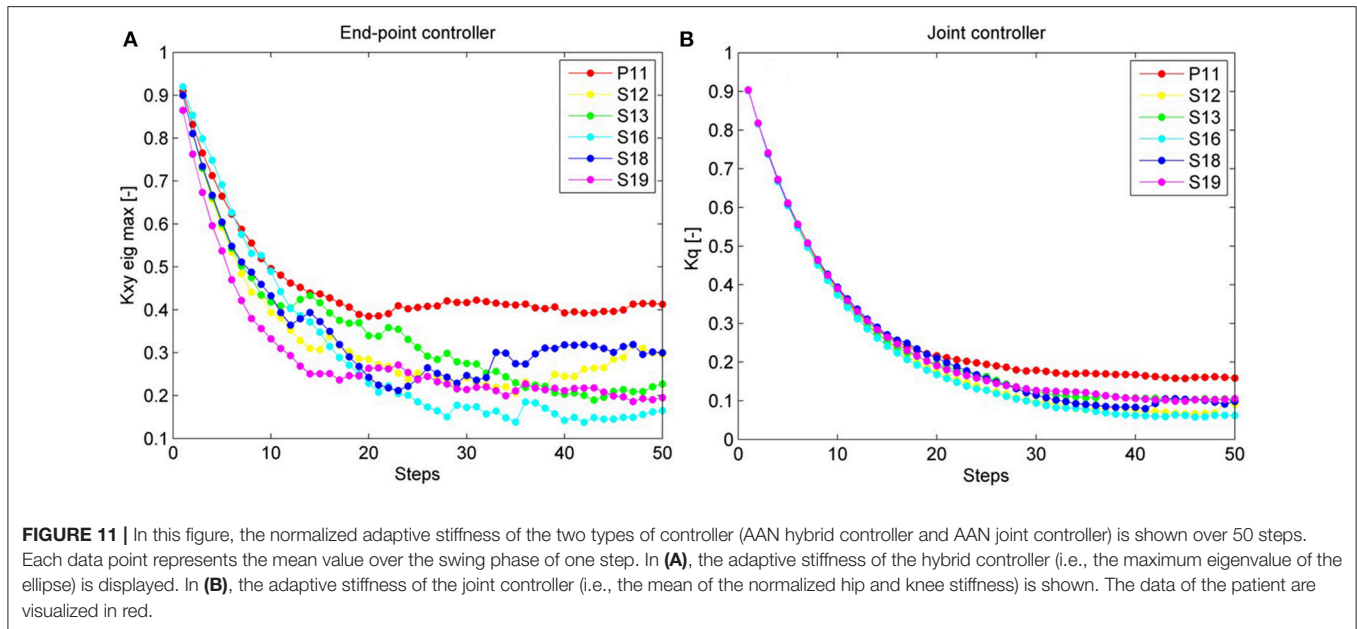 A
End-point controller
1
0.9
0.8
0.7
0.6
0.5
0.4
0.3
0.2
0.1
Kxy eig max [-]
0
10
20
30
40
50
Steps
P11
S12
S13
S16
S18
S19
B
Joint controller
1
0.9
0.8
0.7
0.6
0.5
0.4
0.3
0.2
0.1
0
Kq [-]
0
10
20
30
40
50
Steps
P11
S12
S13
S16
S18
S19
FIGURE 11 | In this figure, the normalized adaptive stiffness of the two types of controller (AAN hybrid controller and AAN joint controller) is shown over 50 steps.
Each data point represents the mean value over the swing phase of one step. In (A), the adaptive stiffness of the hybrid controller (i.e., the maximum eigenvalue of the
ellipse) is displayed. In (B), the adaptive stiffness of the joint controller (i.e., the mean of the normalized hip and knee stiffness) is shown. The data of the patient are
visualized in red.